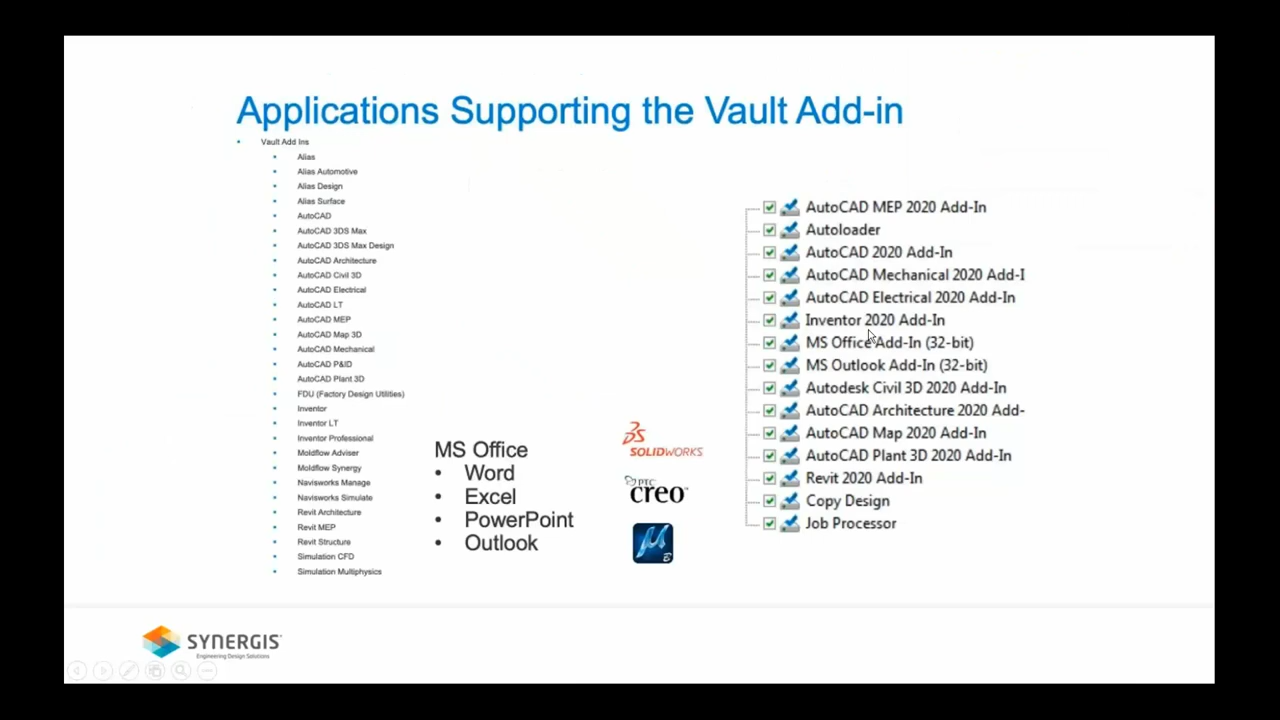 Applications Supporting the Vault Add-in
Vault Add Ins
Alias
Alias Automotive
Alias Design
Alias Surface
AutoCAD
AutoCAD 3DS Max
AutoCAD 3DS Max Design
AutoCAD Architecture
AutoCAD Civil 3D
AutoCAD Electrical
AutoCAD LT
AutoCAD MEP
AutoCAD Map 3D
AutoCAD Mechanical
AutoCAD P&ID
AutoCAD Plant 3D
FDU (Factory Design Utilities)
Inventor
Inventor LT
Inventor Professional
Moldflow Adviser
Moldflow Synergy
Navisworks Manage
Navisworks Simulate
Revit Architecture
Revit MEP
Revit Structure
Simulation CFD
Simulation Multiphysics
MS Office
Word
Excel
PowerPoint
Outlook
SOLIDWORKS
PTC
creo™
AutoCAD MEP 2020 Add-In
Autoloader
AutoCAD 2020 Add-In
AutoCAD Mechanical 2020 Add-I
AutoCAD Electrical 2020 Add-In
Inventor 2020 Add-In
MS Office Add-In (32-bit)
MS Outlook Add-In (32-bit)
Autodesk Civil 3D 2020 Add-In
AutoCAD Architecture 2020 Add-
AutoCAD Map 2020 Add-In
AutoCAD Plant 3D 2020 Add-In
Revit 2020 Add-In
Copy Design
Job Processor
SYNERGIS
Engineering Design Solutions